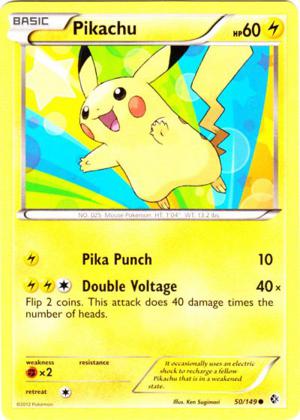 BASIC
Pikachu HP60
NO. 025 Mouse Pokémon HT: 1'04" WT: 13.2 lbs.
Pika Punch 10
Double Voltage 40×
Flip 2 coins. This attack does 40 damage times the
number of heads.
weakness resistance
×2
retreat
It occasionally uses an electric
shock to recharge a fellow
Pikachu that is in a weakened
state.
©2012 Pokémon
Illus. Ken Sugimori 50/149